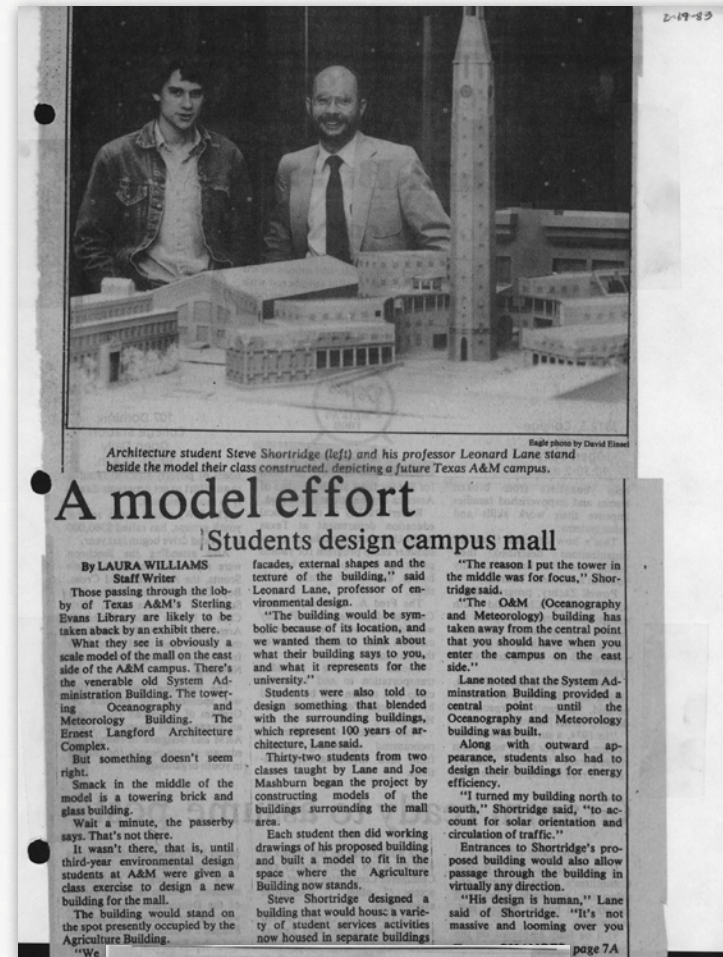 2-19-83
Eagle photo by David Einsel
Architecture student Steve Shortridge (left) and his professor Leonard Lane stand
beside the model their class constructed, depicting a future Texas A&M campus.
A model effort
Students design campus mall
By LAURA WILLIAMS
Staff Writer
Those passing through the lob-
by of Texas A&M's Sterling
Evans Library are likely to be
taken aback by an exhibit there.
What they see is obviously a
scale model of the mall on the east
side of the A&M campus. There's
the venerable old System Ad-
ministration Building. The tower-
ing Oceanography and
Meteorology Building. The
Ernest Langford Architecture
Complex.
But something doesn't seem
right.
Smack in the middle of the
model is a towering brick and
glass building.
Wait a minute, the passerby
says. That's not there.
It wasn't there, that is, until
third-year environmental design
students at A&M were given a
class exercise to design a new
building for the mall.
The building would stand on
the spot presently occupied by the
Agriculture Building.
"We
facades, external shapes and the
texture of the building," said
Leonard Lane, professor of en-
vironmental design.
"The building would be sym-
bolic because of its location, and
we wanted them to think about
what their building says to you,
and what it represents for the
university."
Students were also told to
design something that blended
with the surrounding buildings,
which represent 100 years of ar-
chitecture, Lane said.
Thirty-two students from two
classes taught by Lane and Joe
Mashburn began the project by
constructing models of the
buildings surrounding the mall
area.
Each student then did working
drawings of his proposed building
and built a model to fit in the
space where the Agriculture
Building now stands.
Steve Shortridge designed a
building that would house a varie-
ty of student services activities
now housed in separate buildings
"The reason I put the tower in
the middle was for focus," Shor-
tridge said.
"The O&M (Oceanography
and Meteorology) building has
taken away from the central point
that you should have when you
enter the campus on the east
side."
Lane noted that the System Ad-
minstration Building provided a
central point until the
Oceanography and Meteorology
building was built.
Along with outward ap-
pearance, students also had to
design their buildings for energy
efficiency.
"I turned my building north to
south," Shortridge said, "to ac-
count for solar orientation and
circulation of traffic."
Entrances to Shortridge's pro-
posed building would also allow
passage through the building in
virtually any direction.
"His design is human," Lane
said of Shortridge. "It's not
massive and looming over you
page 7A